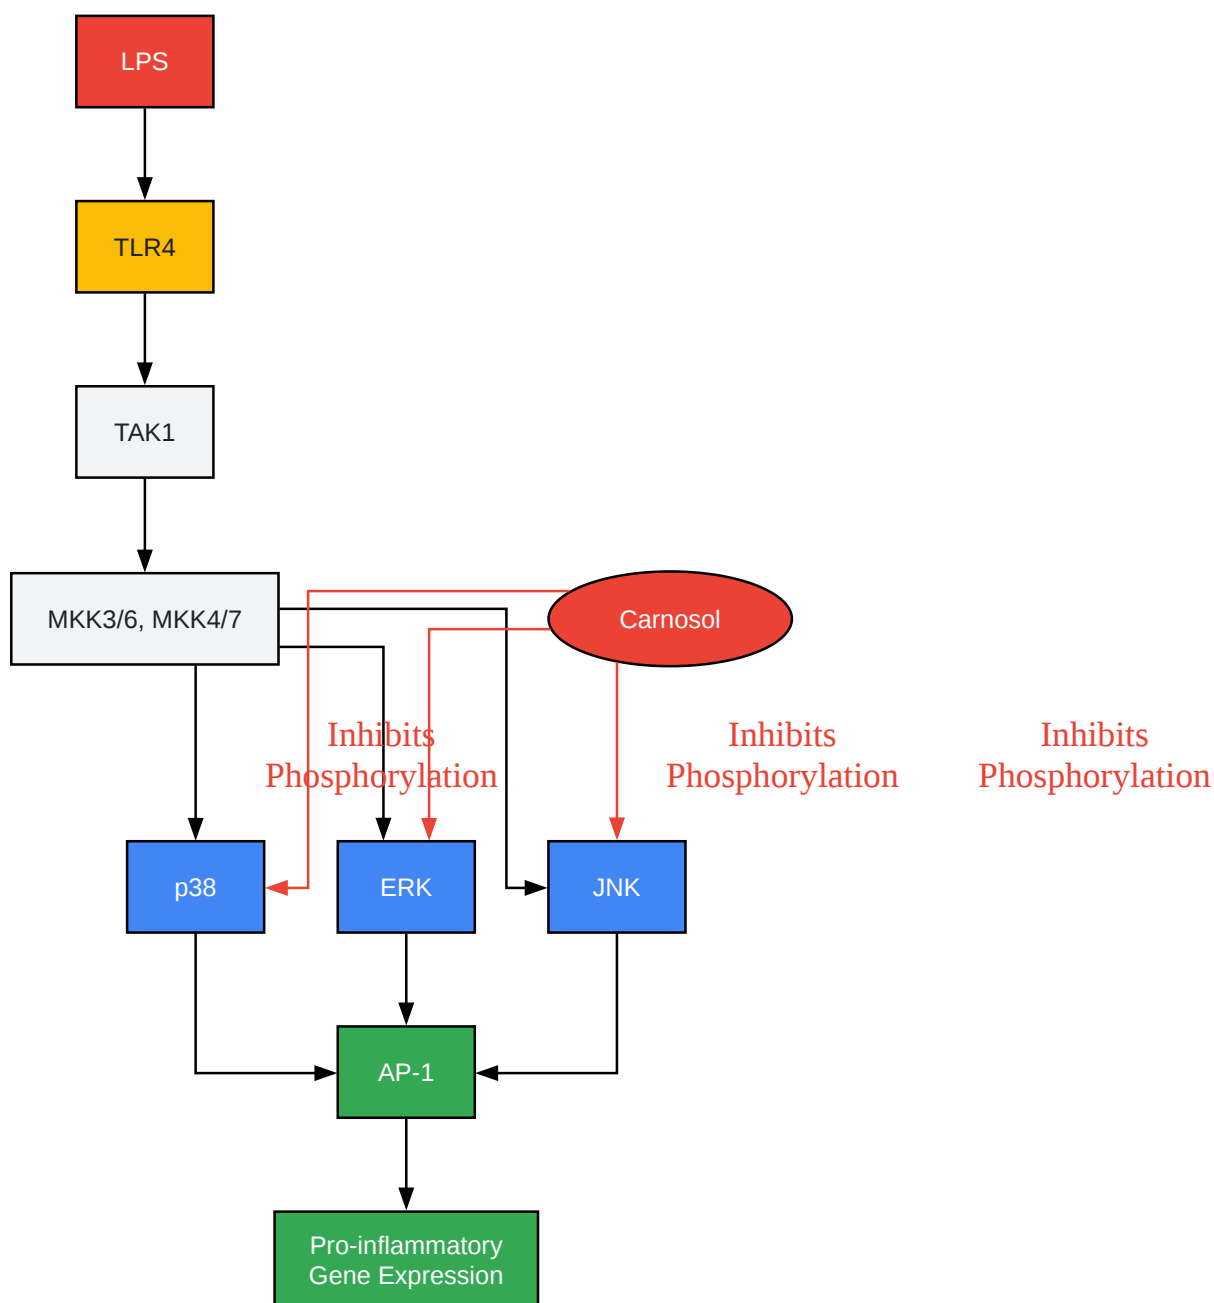 LPS
TLR4
TAK1
MKK3/6, MKK4/7
Carnosol
Inhibits
Phosphorylation
Inhibits
Phosphorylation
Inhibits
Phosphorylation
p38
ERK
JNK
AP-1
Pro-inflammatory
Gene Expression